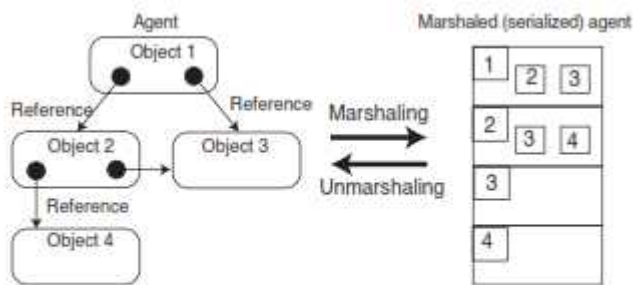 Agent
Object 1
Reference
Reference
Object 2
Object 3
Reference
Object 4
Marshaling
Unmarshaling
Marshaled (serialized) agent
1 2 3
2 3 4
3
4